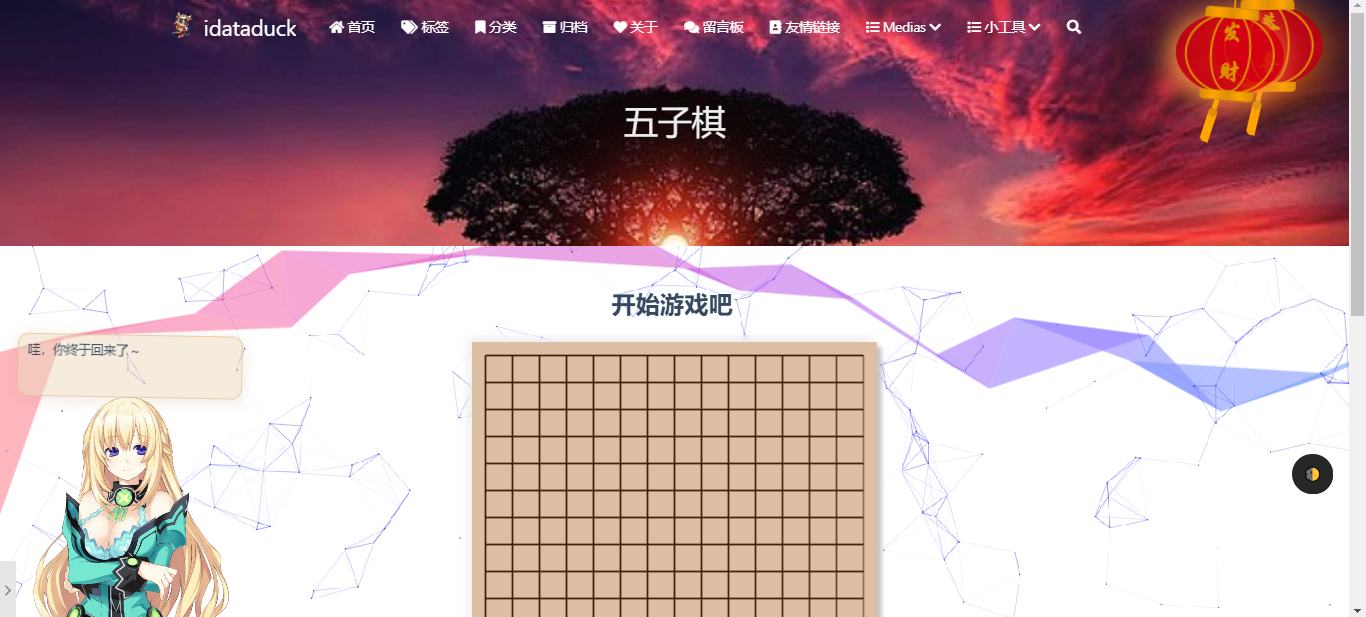 idataduck 首页 标签 分类 归档 关于 留言板 友情链接 Medias 小工具
发财
五子棋
开始游戏吧
哇，你终于回来了～